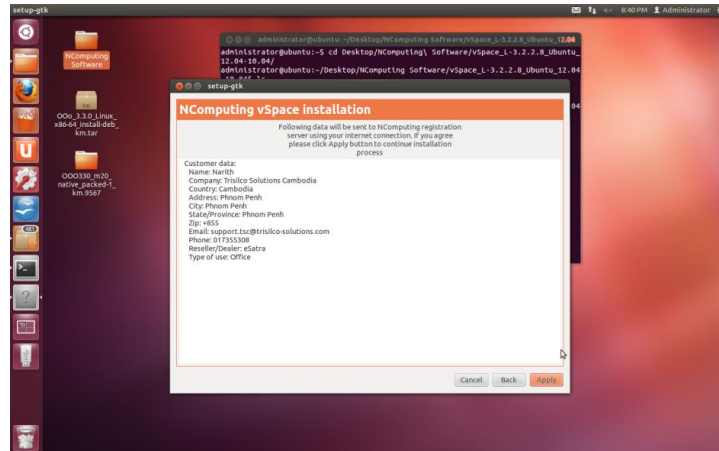 setup-gtk
8:40 PM Administrator
NComputing
Software
OOo_3.3.0_Linux_
x86-64_install-deb_
km.tar
OOO330_m20_
native_packed-1_
km.9567
administrator@ubuntu: ~/Desktop/NComputing Software/vSpace_L-3.2.2.8_Ubuntu_12.04
administrator@ubuntu:~$ cd Desktop/NComputing\ Software/vSpace_L-3.2.2.8_Ubuntu_
12.04-10.04/
administrator@ubuntu:~/Desktop/NComputing Software/vSpace_L-3.2.2.8_Ubuntu_12.04
setup-gtk
04
NComputing vSpace installation
Following data will be sent to NComputing registration
server using your internet connection. If you agree
please click Apply button to continue installation
process
Customer data:
Name: Narith
Company: Trisilco Solutions Cambodia
Country: Cambodia
Address: Phnom Penh
City: Phnom Penh
State/Province: Phnom Penh
Zip: +855
Email: support.tsc@trisilco-solutions.com
Phone: 017355308
Reseller/Dealer: eSatra
Type of use: Office
Cancel Back Apply